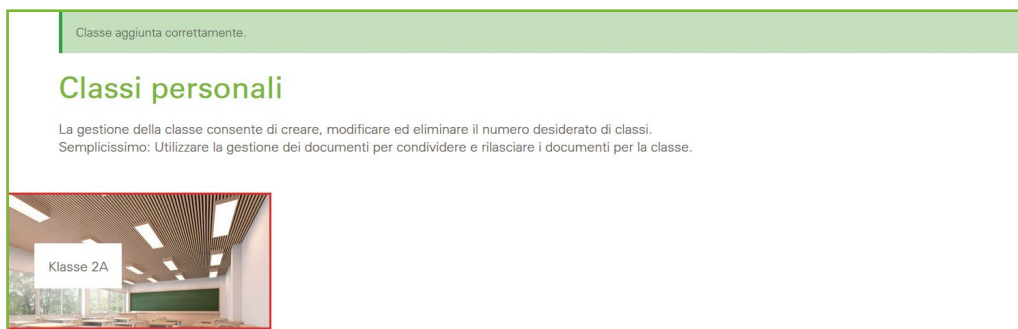 Classe aggiunta correttamente.
Classi personali
La gestione della classe consente di creare, modificare ed eliminare il numero desiderato di classi.
Semplicissimo: Utilizzare la gestione dei documenti per condividere e rilasciare i documenti per la classe.
Klasse 2A